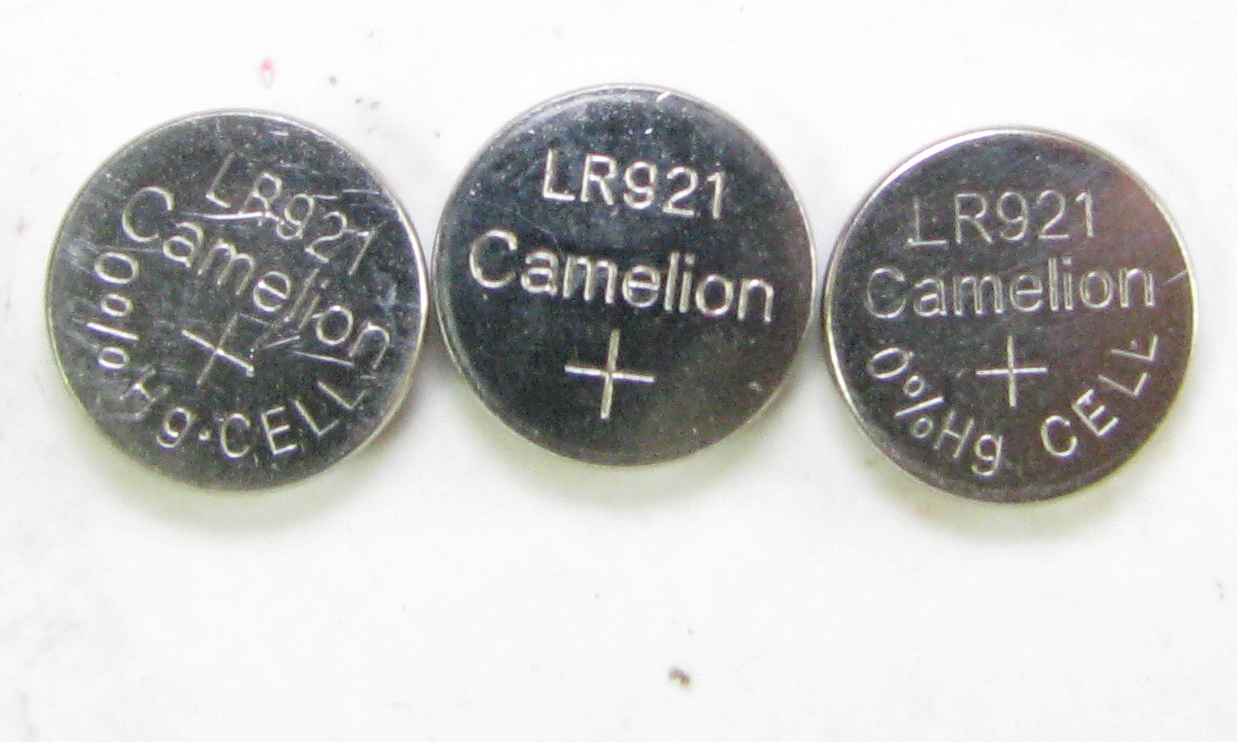 LR921
Camelion
+
0%Hg·CELL
LR921
Camelion
+
LR921
Camelion
+
0%Hg CELL